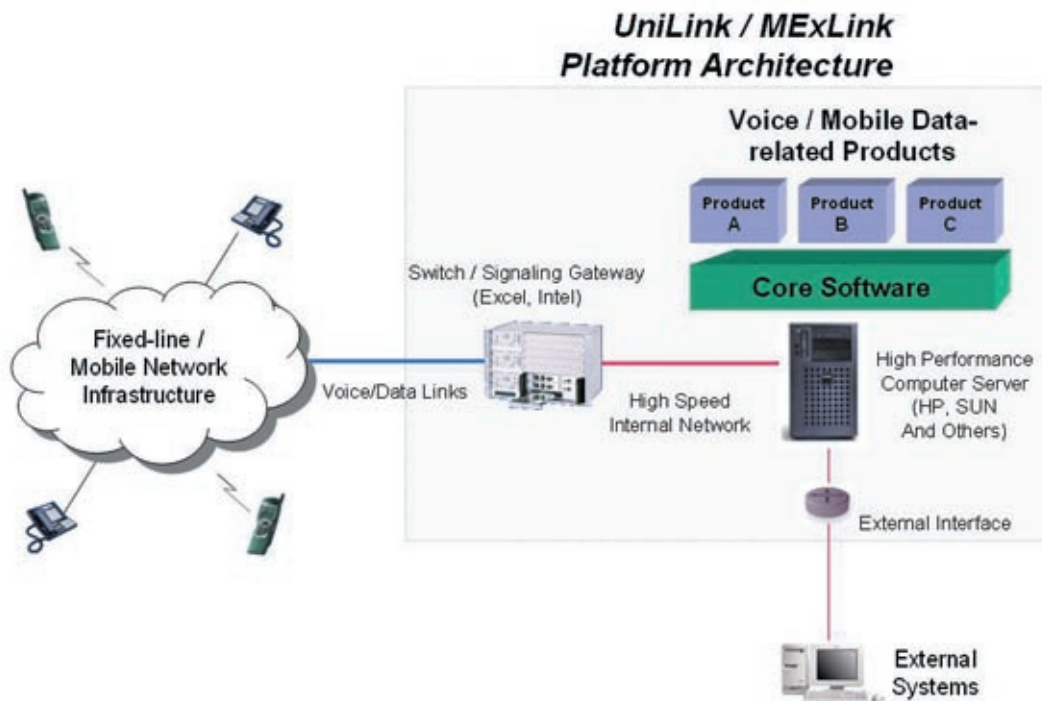 UniLink / MExLink
Platform Architecture
Voice / Mobile Data-
related Products
Product
A
Product
B
Product
C
Core Software
Switch / Signaling Gateway
(Excel, Intel)
Fixed-line /
Mobile Network
Infrastructure
Voice/Data Links
High Speed
Internal Network
High Performance
Computer Server
(HP, SUN
And Others)
External Interface
External
Systems